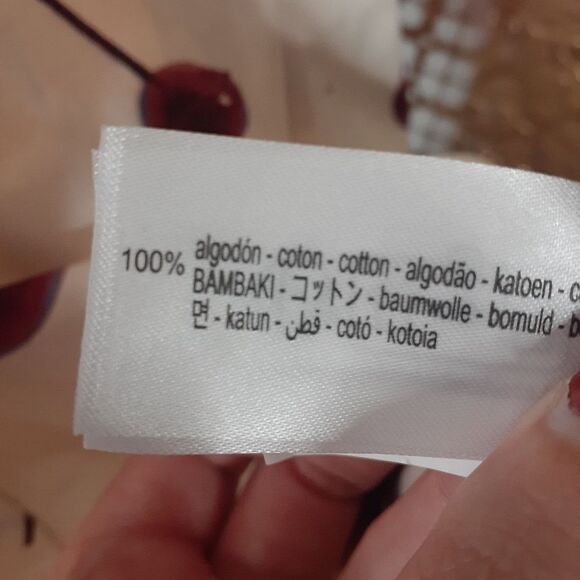 100% algodón - coton - cotton - algodão - katoen - c
BAMBAKI - コットン - baumwolle - bomuld - b
면 - katun - قطن - cotó - kotoia